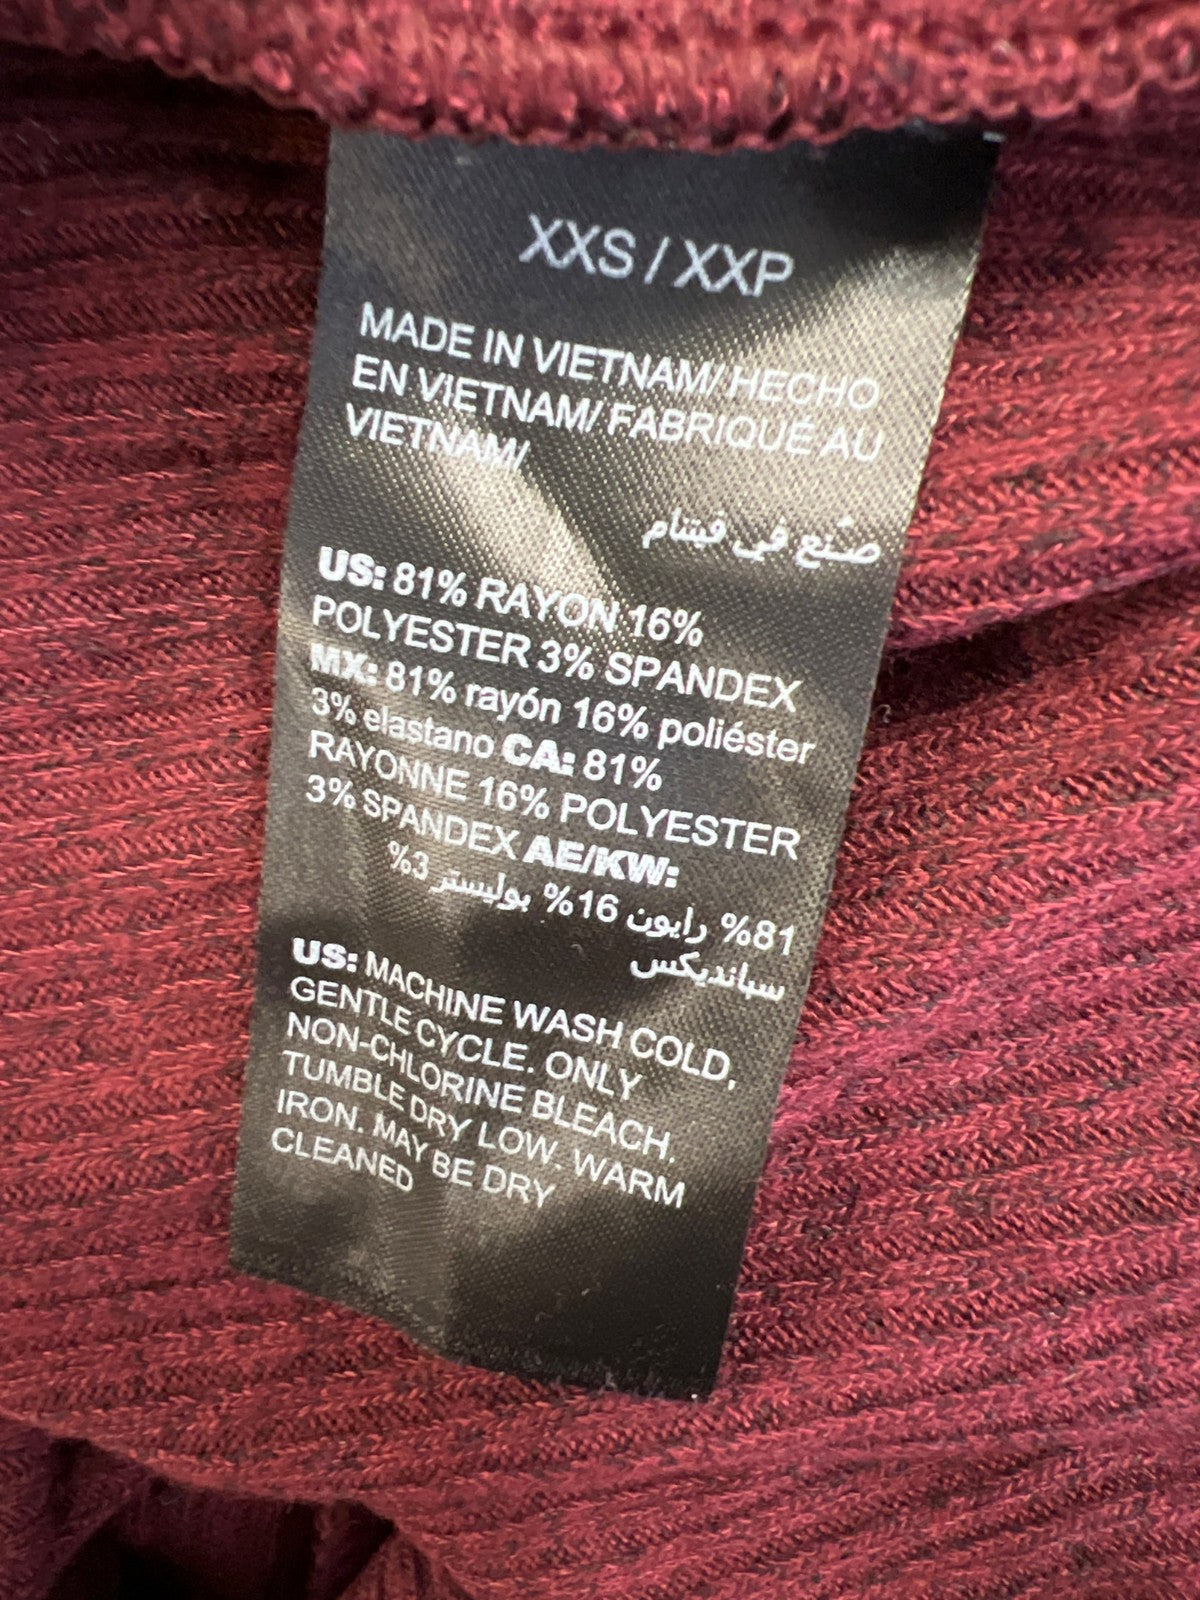 XXS / XXP
MADE IN VIETNAM/ HECHO
EN VIETNAM/ FABRIQUÉ AU
VIETNAM/
صنع في فيتنام
US: 81% RAYON 16%
POLYESTER 3% SPANDEX
MX: 81% rayón 16% poliéster
3% elastano CA: 81%
RAYONNE 16% POLYESTER
3% SPANDEX AE/KW:
81% رايون 16% بوليستر 3%
سباندیکس
US: MACHINE WASH COLD,
GENTLE CYCLE. ONLY
NON-CHLORINE BLEACH.
TUMBLE DRY LOW. WARM
IRON. MAY BE DRY
CLEANED